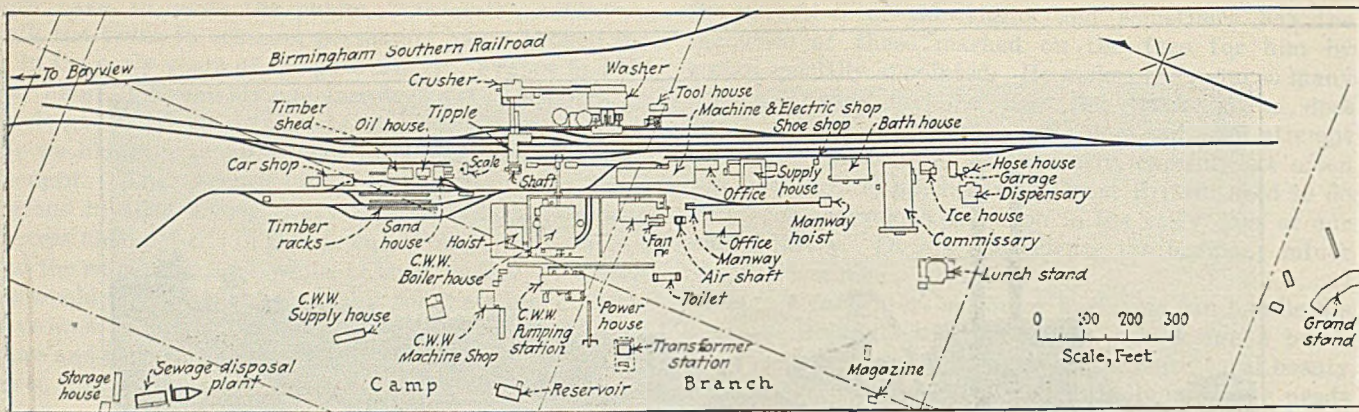 Birmingham Southern Railroad
To Bayview
Crusher
Washer
Tool house
Machine & Electric shop
Shoe shop
Bath house
Timber
shed
Oil house
Tipple
Car shop
Scale
Shaft
Office
Supply
house
Hose house
Garage
Dispensary
Ice house
Timber
racks
Sand
house
Hoist
C.W.W.
Boiler house
Fan
Office
Manway
Air shaft
Manway
hoist
Commissary
Lunch stand
Toilet
C.W.W.
Supply house
C.W.W
Machine Shop
C.W.W.
Pumping
station
Power
house
Transformer
station
Grand
stand
0 100 200 300
Scale, Feet
Magazine
Storage
house
Sewage disposal
plant
Camp Branch
Reservoir